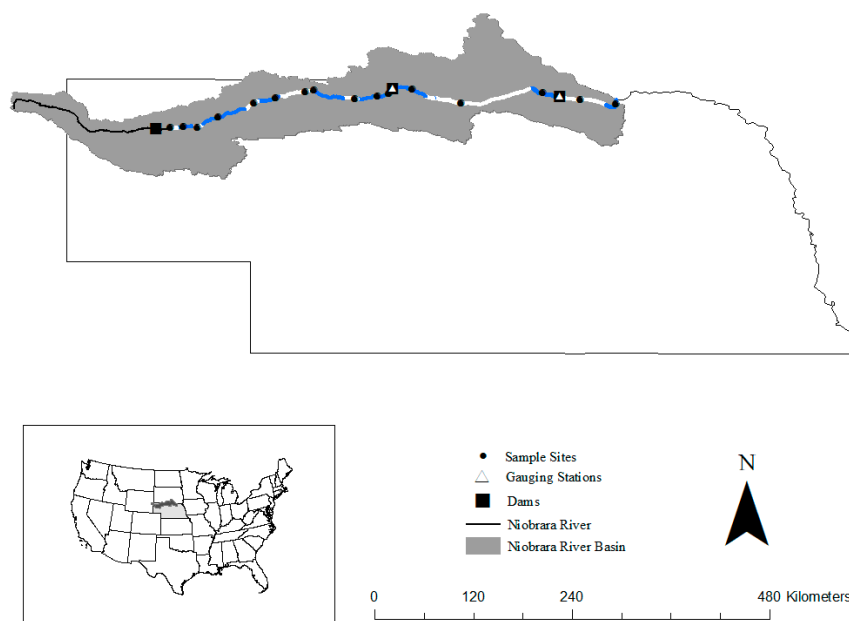 Sample Sites
Gauging Stations
Dams
Niobrara River
Niobrara River Basin
N
0 120 240 480 Kilometers